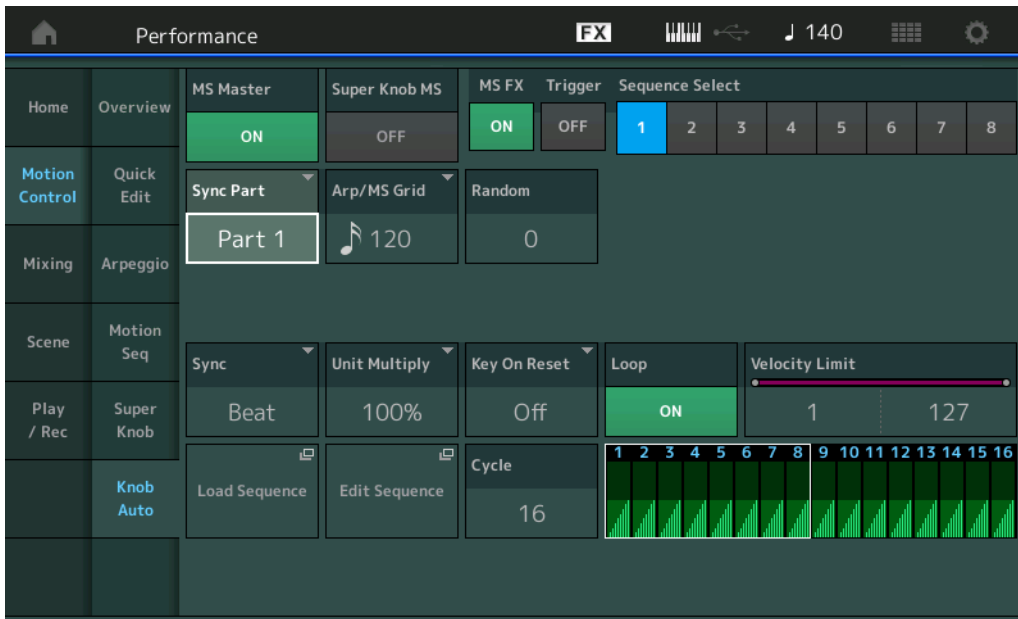 Performance
FX
140
Home
Motion
Control
Mixing
Scene
Play
/ Rec
Overview
Quick
Edit
Arpeggio
Motion
Seq
Super
Knob
Knob
Auto
MS Master
ON
Super Knob MS
OFF
MS FX
ON
Trigger
OFF
Sequence Select
1 2 3 4 5 6 7 8
Sync Part
Part 1
Arp/MS Grid
120
Random
0
Sync
Beat
Unit Multiply
100%
Key On Reset
Off
Loop
ON
Velocity Limit
1 127
Load Sequence
Edit Sequence
Cycle
16
1 2 3 4 5 6 7 8 9 10 11 12 13 14 15 16